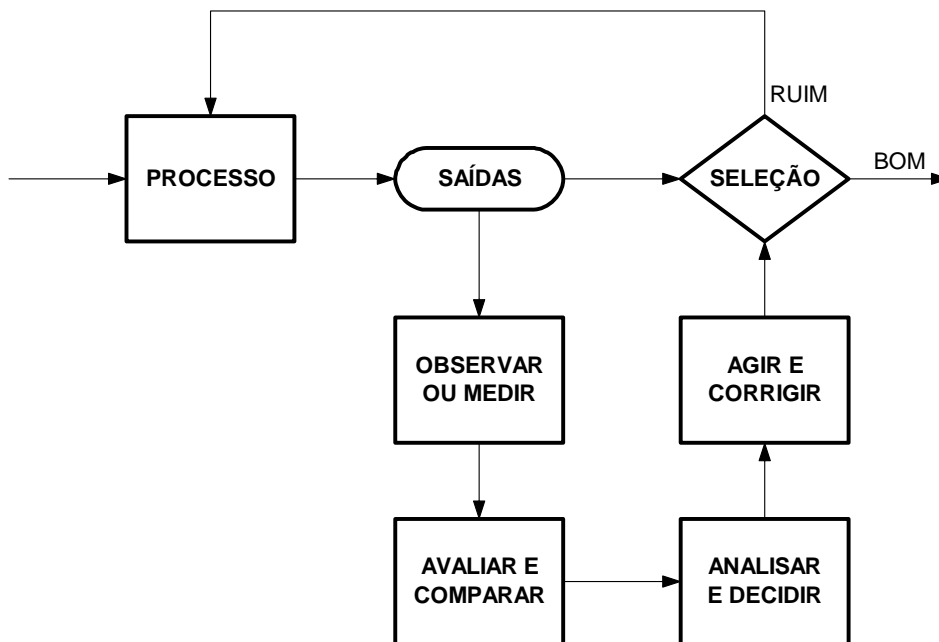 RUIM
BOM
PROCESSO
SAÍDAS
SELEÇÃO
OBSERVAR
OU MEDIR
AGIR E
CORRIGIR
AVALIAR E
COMPARAR
ANALISAR
E DECIDIR